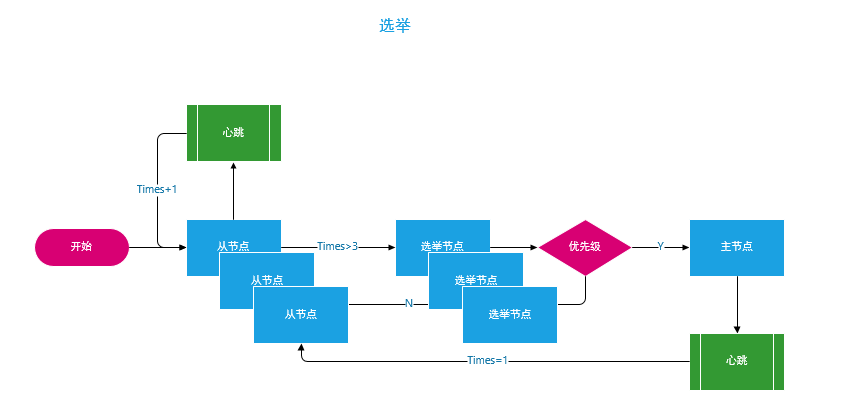 选举
心跳
Times+1
开始
从节点
Times>3
选举节点
优先级
Y
主节点
从节点
选举节点
从节点
N
选举节点
Times=1
心跳